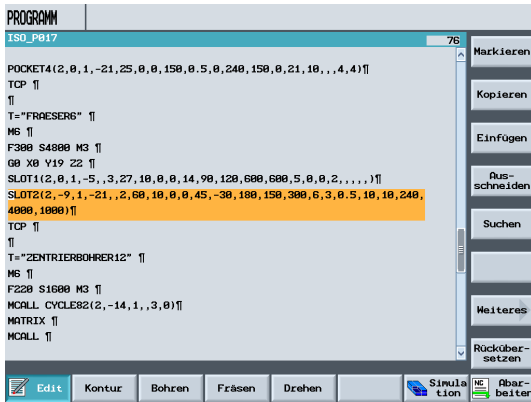 PROGRAMM
ISO_P017
76
POCKET4(2,0,1,-21,25,0,0,150,0.5,0,240,150,0,21,10,,,4,4)¶
TCP ¶
¶
T="FRAESER6" ¶
M6 ¶
F300 S4800 M3 ¶
G0 X0 Y19 Z2 ¶
SLOT1(2,0,1,-5,,3,27,10,0,0,14,90,120,600,600,5,0,0,2,,,,,)¶
SLOT2(2,-9,1,-21,,2,60,10,0,0,45,-30,180,150,300,6,3,0.5,10,10,240,
4000,1000)¶
TCP ¶
¶
T="ZENTRIERBOHRER12" ¶
M6 ¶
F220 S1600 M3 ¶
MCALL CYCLE82(2,-14,1,,3,0)¶
MATRIX ¶
MCALL ¶
Markieren
Kopieren
Einfügen
Aus-
schneiden
Suchen
Weiteres
Rücküber-
setzen
Edit
Kontur
Bohren
Fräsen
Drehen
Simula
tion
NC
Abar-
beiten